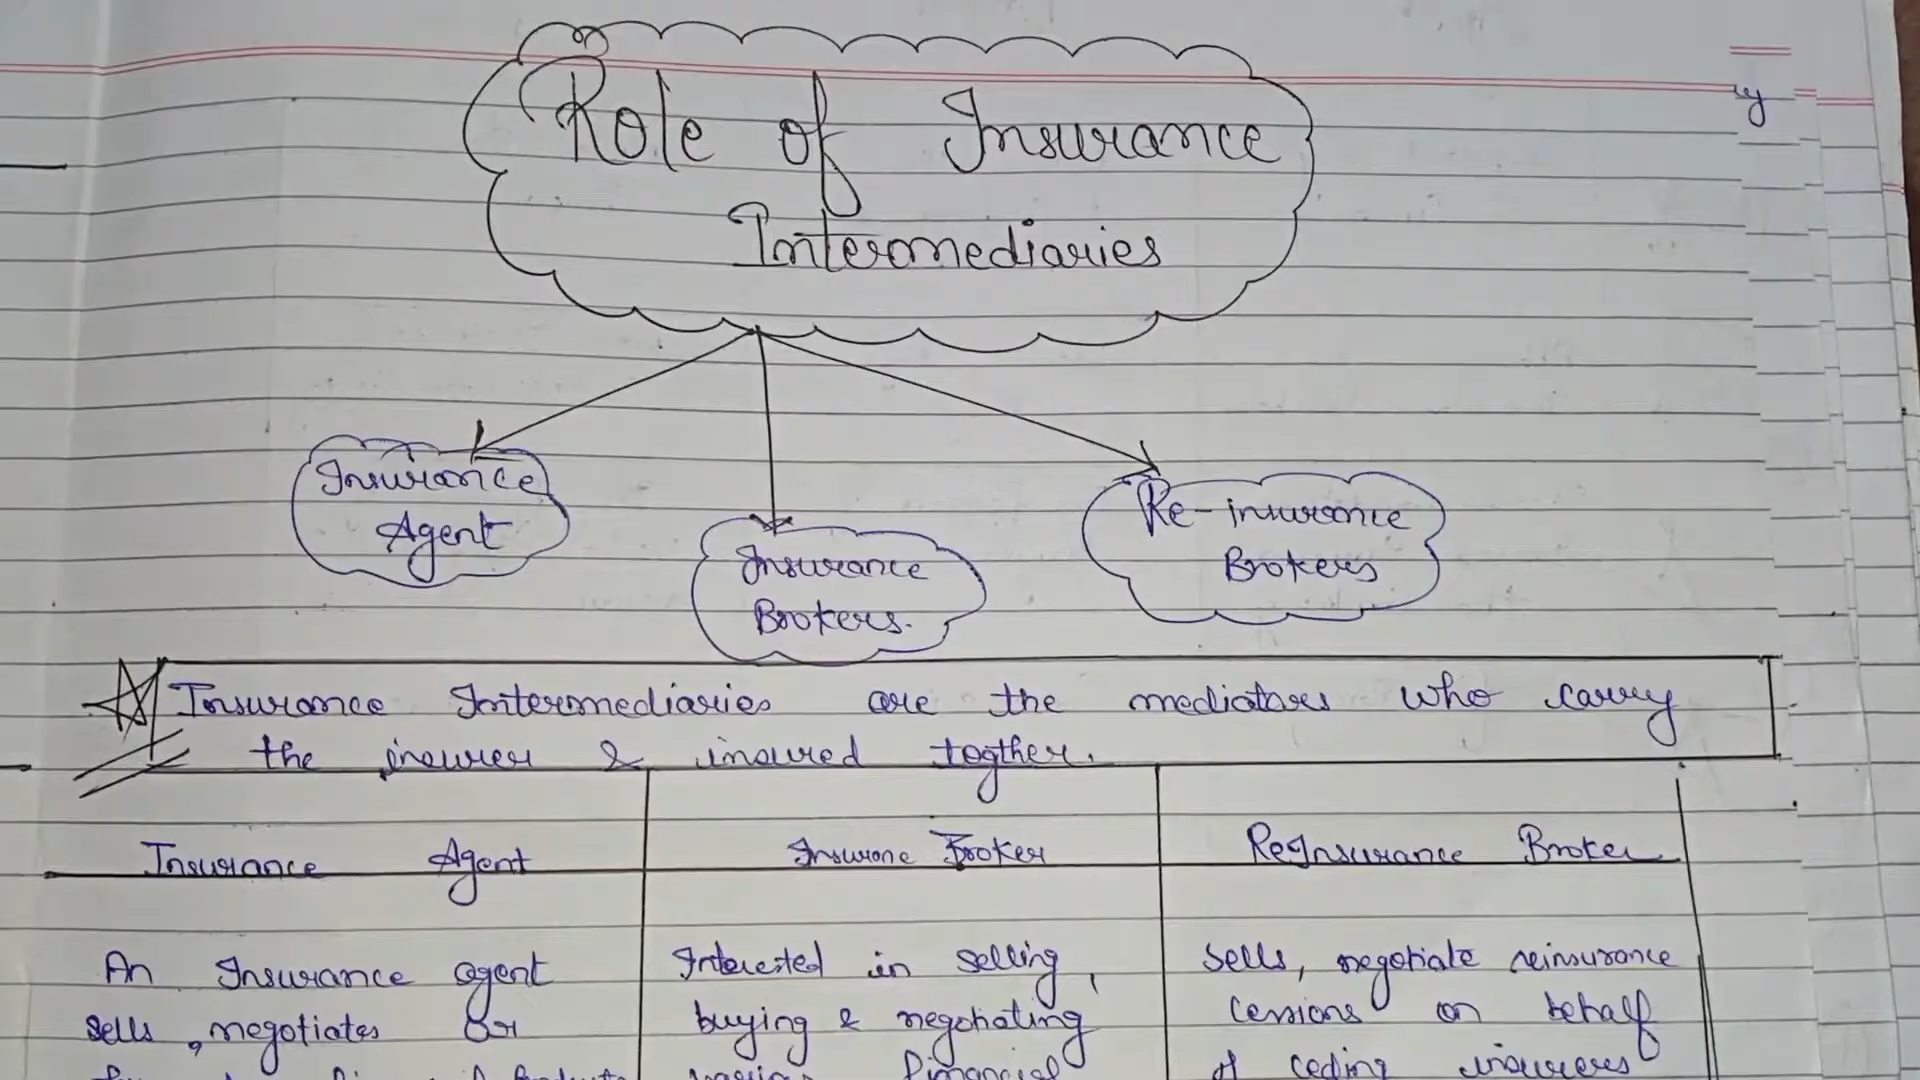 Role of Insurance
Intermediaries
Insurance
Agent
Insurance
Brokers.
Re-insurance
Brokers
Insurance Intermediaries are the mediators who carry
the insurer & insured togther.
Insurance Agent
Insurane Broker
ReInsurance Broker
An Insurance agent
sells, negotiates or
Interested in selling,
buying & negotiating
financial
sells, negotiate reinsurance
cessions on behalf
of ceding insurers